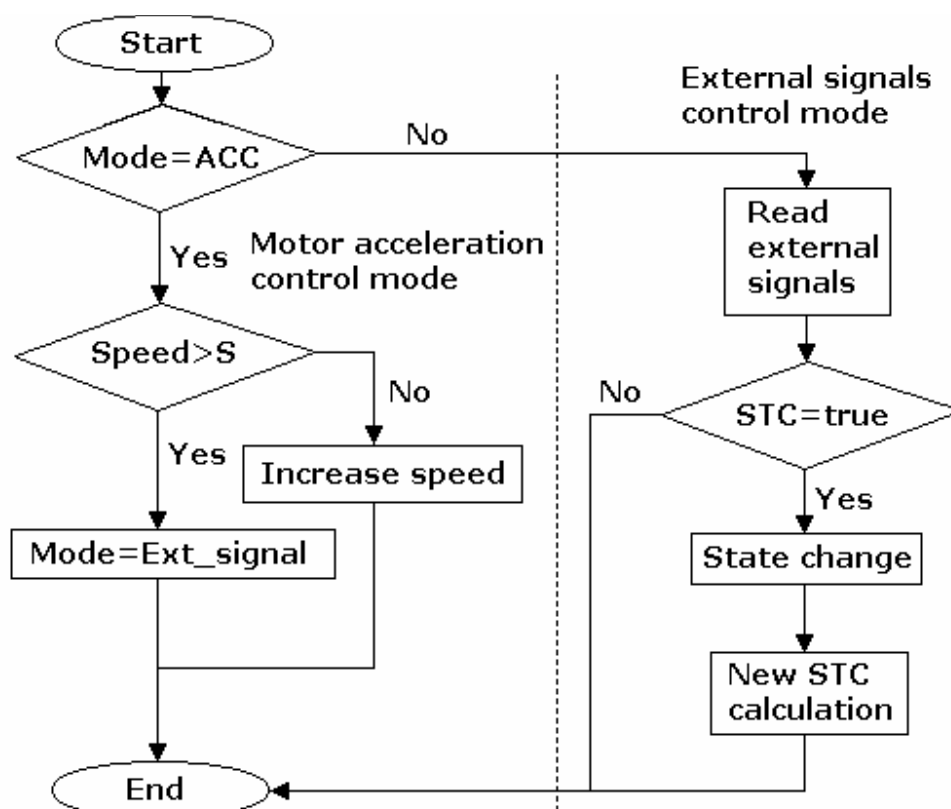 Start
External signals
control mode
Mode=ACC
No
Read
external
signals
Yes
Motor acceleration
control mode
Speed>S
No
No
STC=true
Yes
Increase speed
Yes
Mode=Ext_signal
State change
New STC
calculation
End